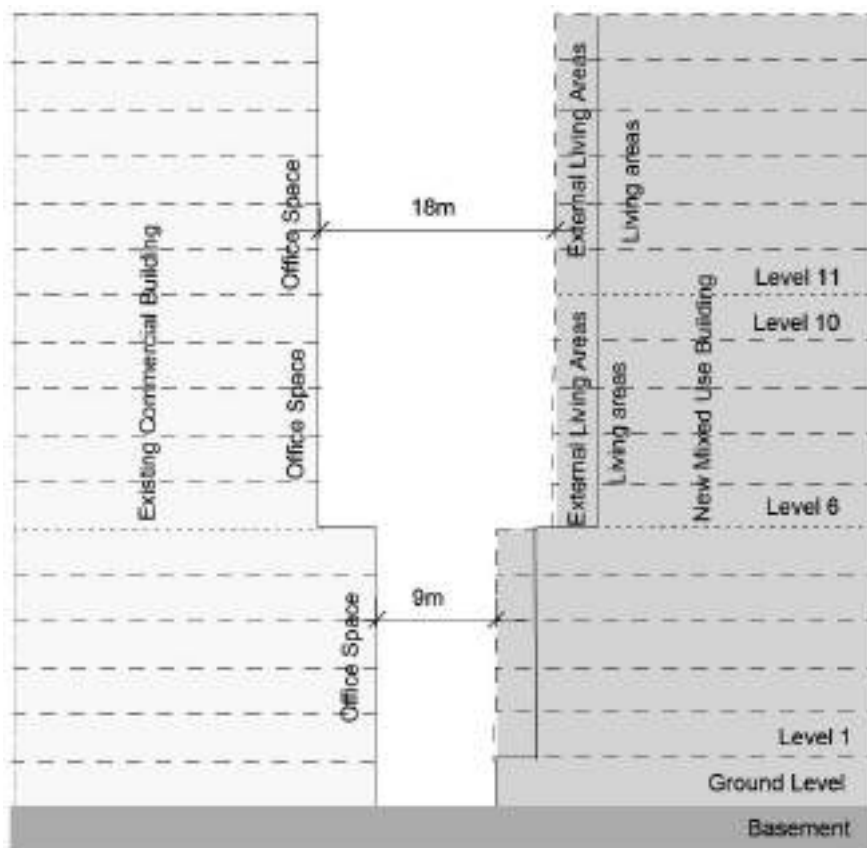 External Living Areas
Living areas
Office Space
18m
Existing Commercial Building
Level 11
Level 10
New Mixed Use Building
External Living Areas
Living areas
Office Space
Level 6
9m
Office Space
Level 1
Ground Level
Basement